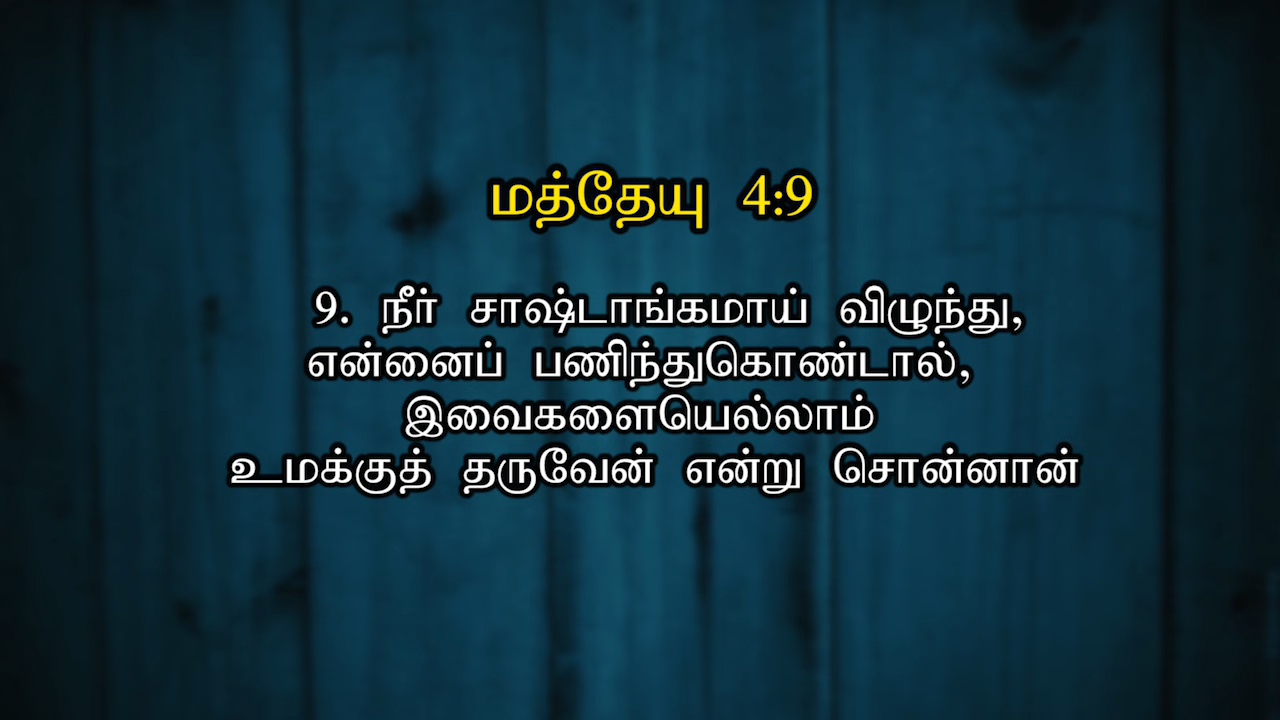 மத்தேயு 4:9
9. நீர் சாஷ்டாங்கமாய் விழுந்து,
என்னைப் பணிந்துகொண்டால்,
இவைகளையெல்லாம்
உமக்குத் தருவேன் என்று சொன்னான்